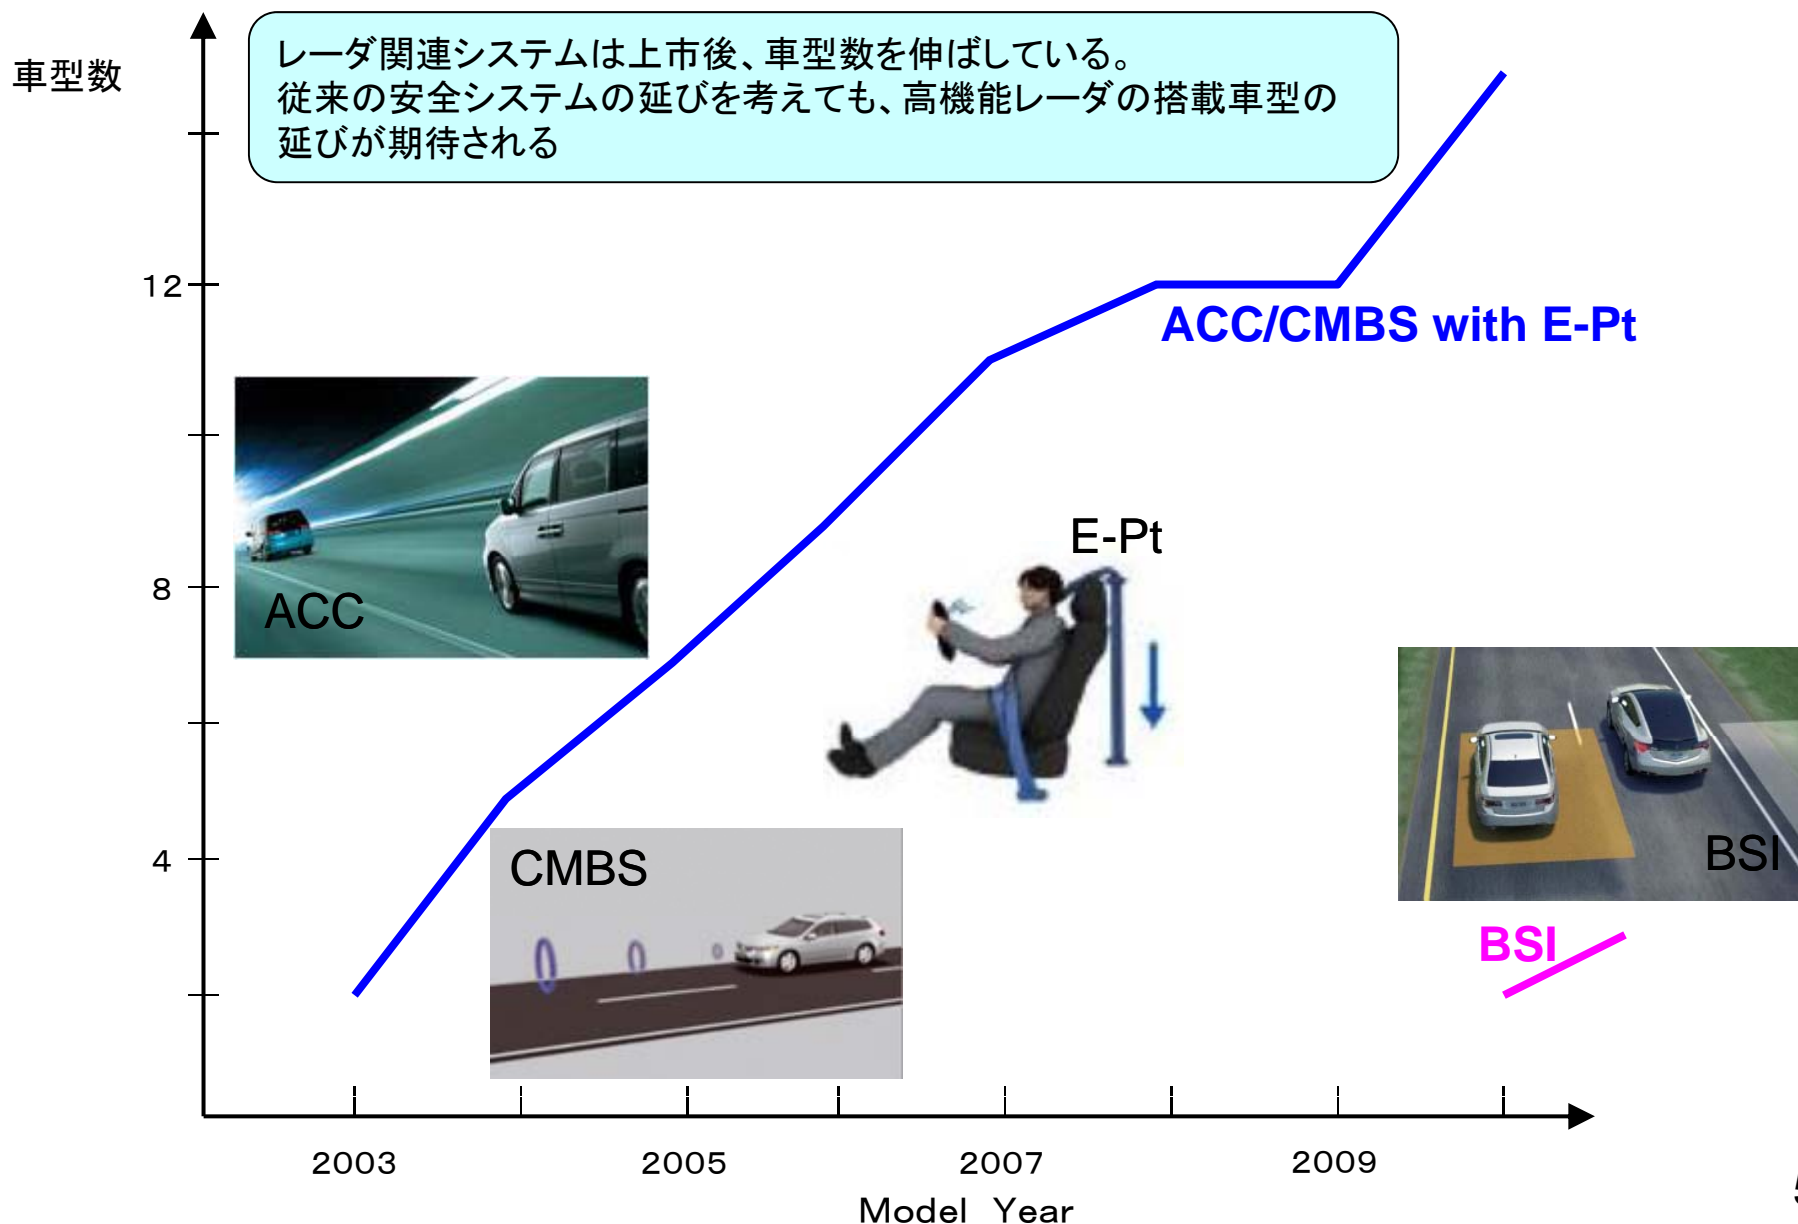 車型数
レーダ関連システムは上市後、車型数を伸ばしている。
従来の安全システムの延びを考えても、高機能レーダの搭載車型の
延びが期待される
12
ACC/CMBS with E-Pt
E-Pt
8
ACC
4
CMBS
BSI
BSI
2003
2005
2007
2009
Model Year